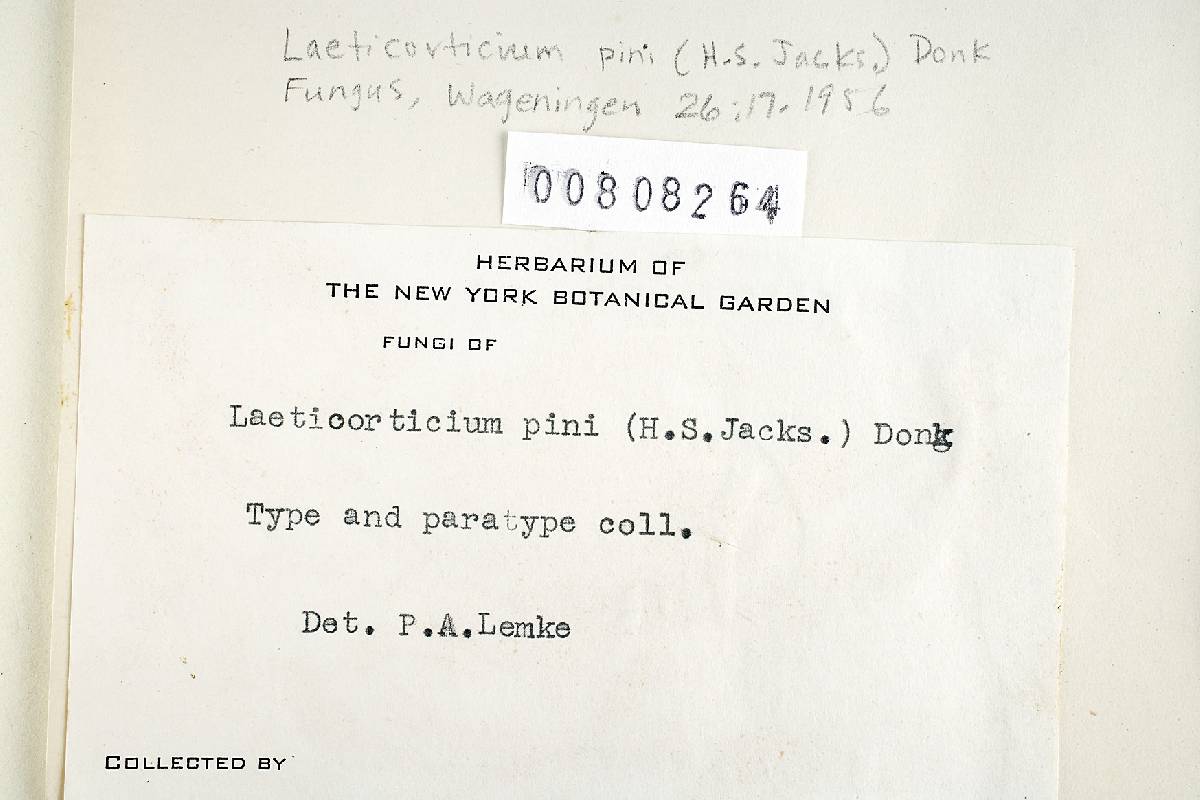 Laeticorticium pini (H.S. Jacks.) Donk
Fungus, Wageningen 26:17. 1956
00808264
HERBARIUM OF
THE NEW YORK BOTANICAL GARDEN
FUNGI OF
Laeticorticium pini (H.S.Jacks.) Donk
Type and paratype coll.
Det. P.A.Lemke
COLLECTED BY